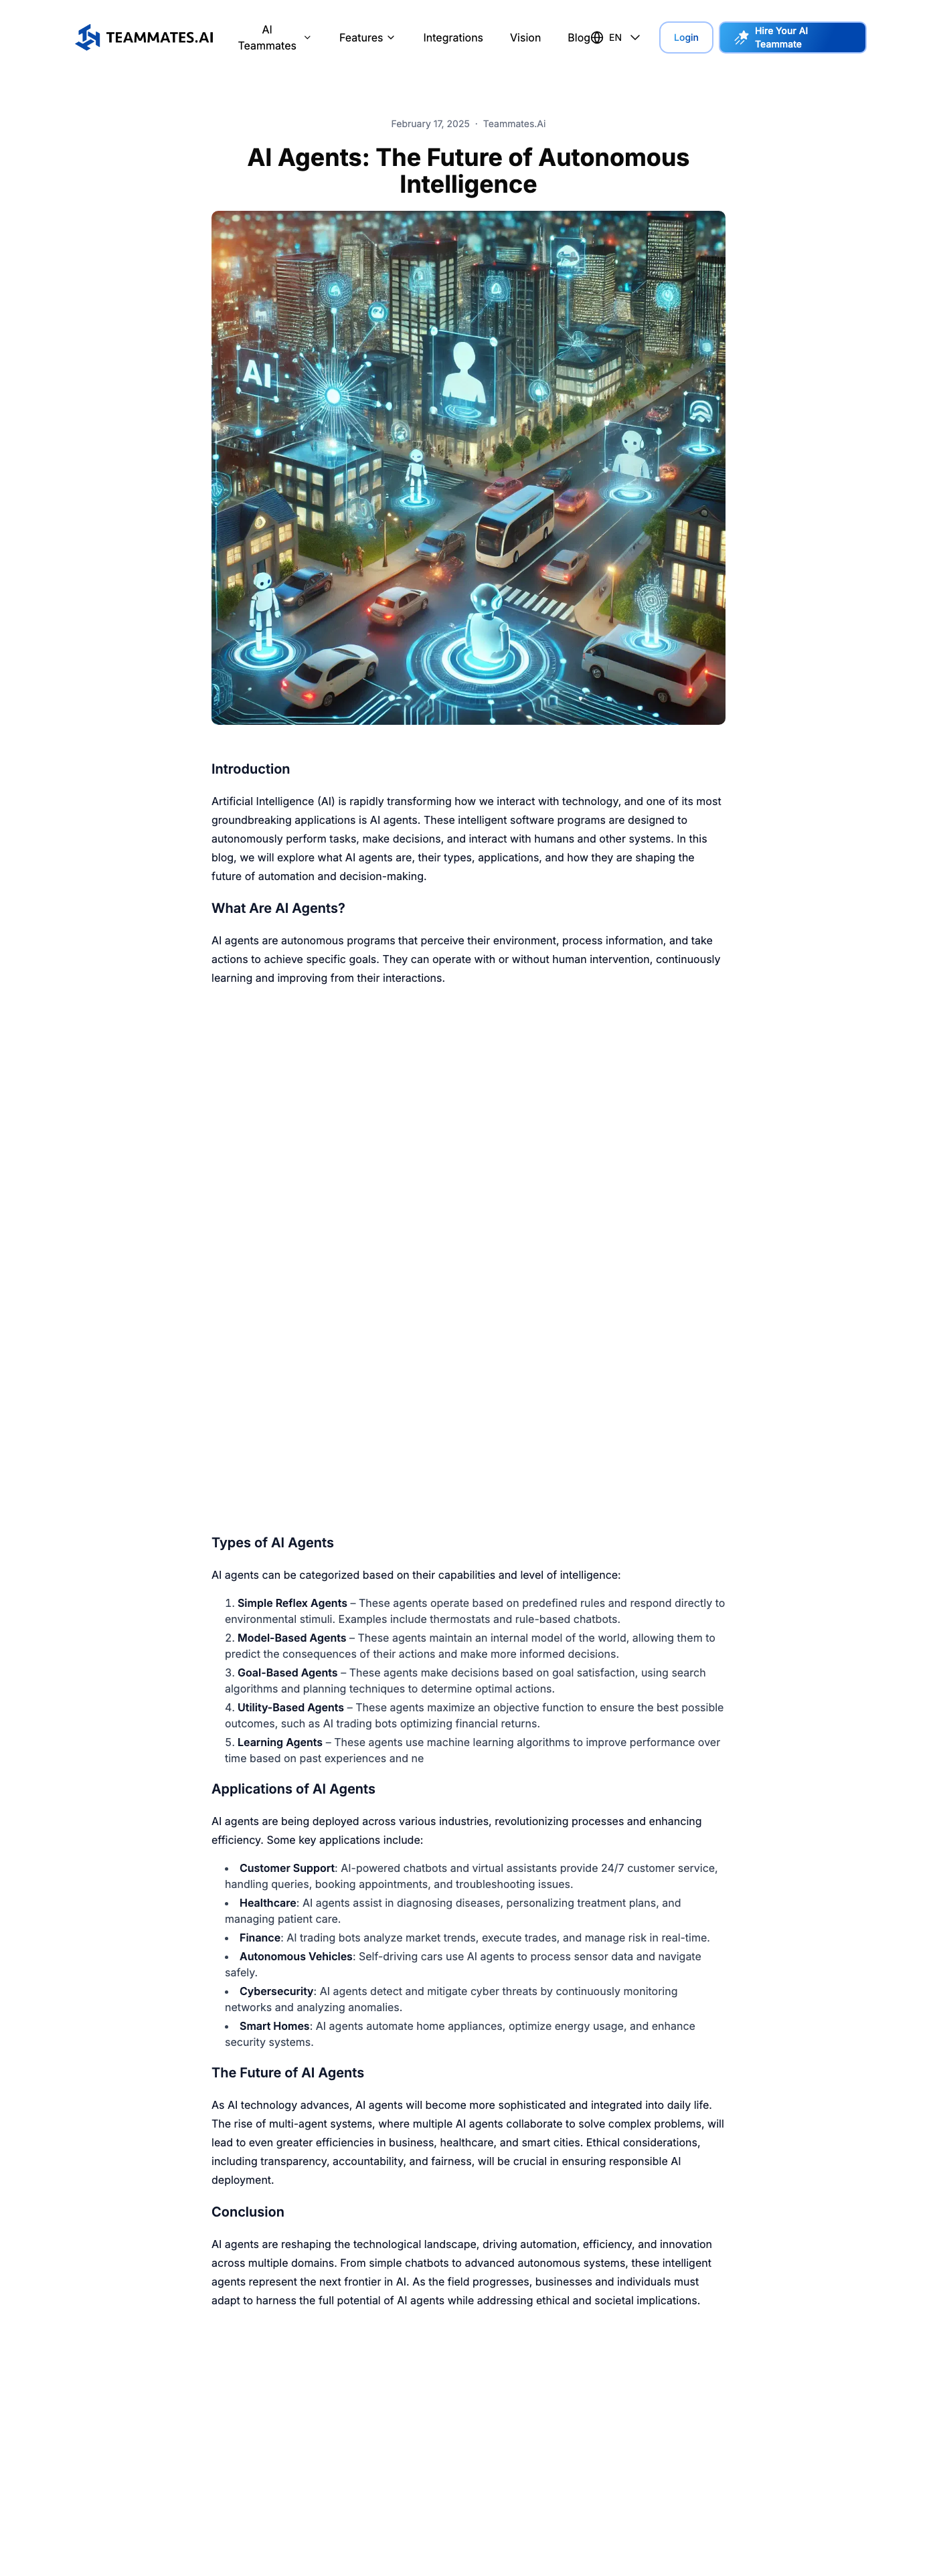 TEAMMATES.AI
AI
Teammates
Features
Integrations
Vision
Blog
EN
Login
Hire Your AI
Teammate
February 17, 2025 · Teammates.Ai
AI Agents: The Future of Autonomous
Intelligence
AI
Introduction
Artificial Intelligence (AI) is rapidly transforming how we interact with technology, and one of its most
groundbreaking applications is AI agents. These intelligent software programs are designed to
autonomously perform tasks, make decisions, and interact with humans and other systems. In this
blog, we will explore what AI agents are, their types, applications, and how they are shaping the
future of automation and decision-making.
What Are AI Agents?
AI agents are autonomous programs that perceive their environment, process information, and take
actions to achieve specific goals. They can operate with or without human intervention, continuously
learning and improving from their interactions.
Types of AI Agents
AI agents can be categorized based on their capabilities and level of intelligence:
1. Simple Reflex Agents – These agents operate based on predefined rules and respond directly to
environmental stimuli. Examples include thermostats and rule-based chatbots.
2. Model-Based Agents – These agents maintain an internal model of the world, allowing them to
predict the consequences of their actions and make more informed decisions.
3. Goal-Based Agents – These agents make decisions based on goal satisfaction, using search
algorithms and planning techniques to determine optimal actions.
4. Utility-Based Agents – These agents maximize an objective function to ensure the best possible
outcomes, such as AI trading bots optimizing financial returns.
5. Learning Agents – These agents use machine learning algorithms to improve performance over
time based on past experiences and ne
Applications of AI Agents
AI agents are being deployed across various industries, revolutionizing processes and enhancing
efficiency. Some key applications include:
• Customer Support: AI-powered chatbots and virtual assistants provide 24/7 customer service,
handling queries, booking appointments, and troubleshooting issues.
• Healthcare: AI agents assist in diagnosing diseases, personalizing treatment plans, and
managing patient care.
• Finance: AI trading bots analyze market trends, execute trades, and manage risk in real-time.
• Autonomous Vehicles: Self-driving cars use AI agents to process sensor data and navigate
safely.
• Cybersecurity: AI agents detect and mitigate cyber threats by continuously monitoring
networks and analyzing anomalies.
• Smart Homes: AI agents automate home appliances, optimize energy usage, and enhance
security systems.
The Future of AI Agents
As AI technology advances, AI agents will become more sophisticated and integrated into daily life.
The rise of multi-agent systems, where multiple AI agents collaborate to solve complex problems, will
lead to even greater efficiencies in business, healthcare, and smart cities. Ethical considerations,
including transparency, accountability, and fairness, will be crucial in ensuring responsible AI
deployment.
Conclusion
AI agents are reshaping the technological landscape, driving automation, efficiency, and innovation
across multiple domains. From simple chatbots to advanced autonomous systems, these intelligent
agents represent the next frontier in AI. As the field progresses, businesses and individuals must
adapt to harness the full potential of AI agents while addressing ethical and societal implications.